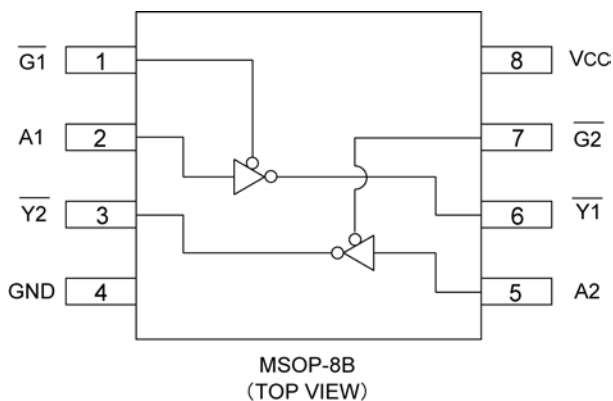 G1 1 8 VCC
A1 2 7 G2
Y2 3 6 Y1
GND 4 5 A2
MSOP-8B
(TOP VIEW)